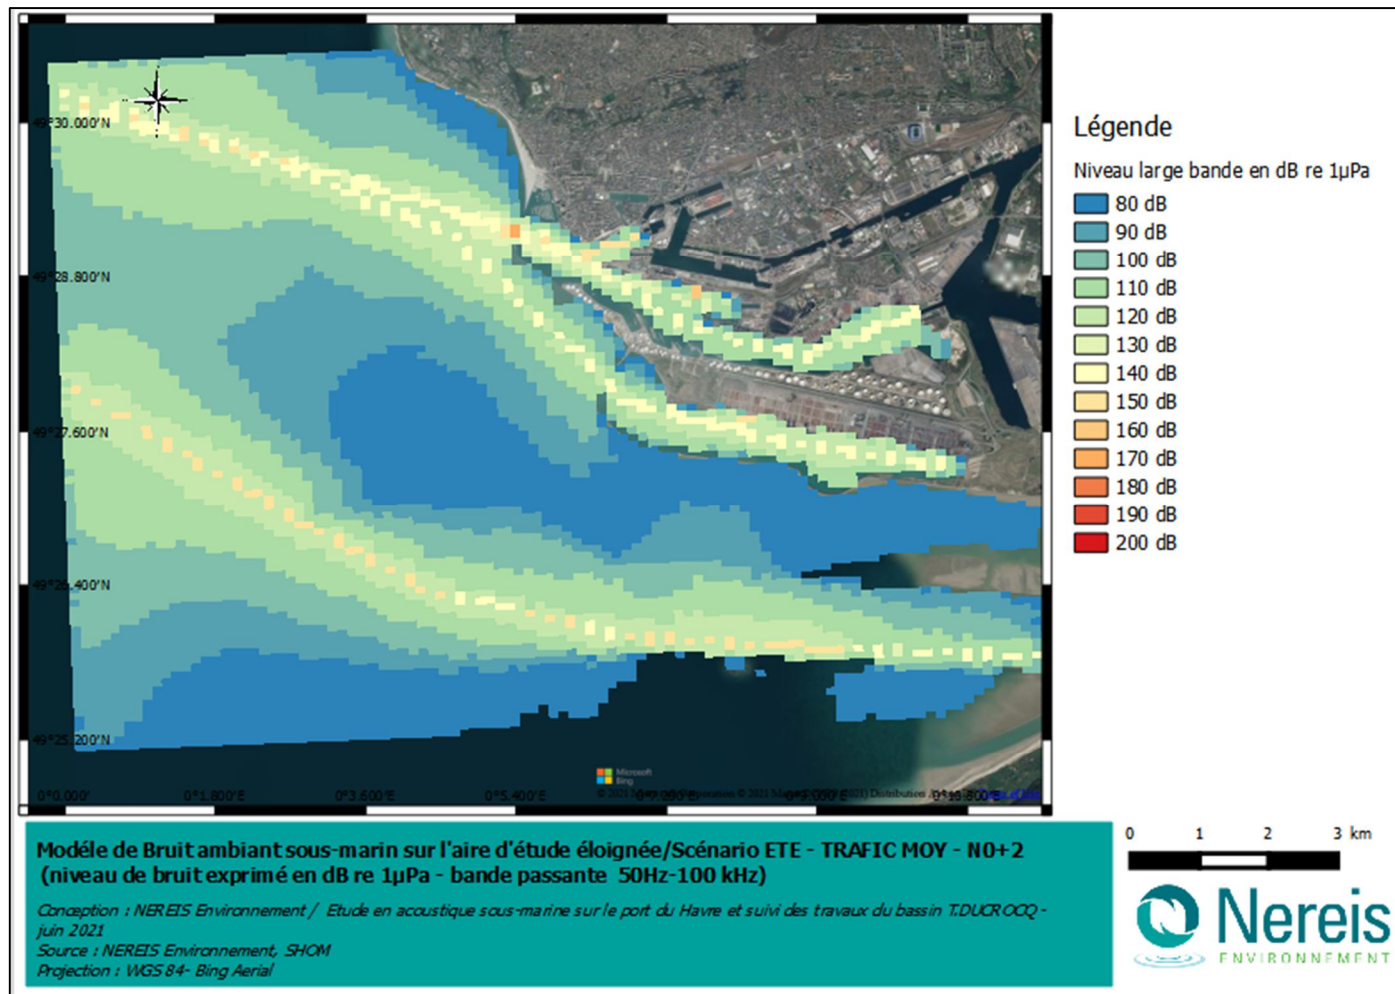 49°30.000'N
49°28.800'N
49°27.600'N
49°26.400'N
49°25.200'N
0°0.000'
0°1.800'E
0°3.600'E
0°5.400'E
Microsoft
Bing
Légende
Niveau large bande en dB re 1µPa
80 dB
90 dB
100 dB
110 dB
120 dB
130 dB
140 dB
150 dB
160 dB
170 dB
180 dB
190 dB
200 dB
Modéle de Bruit ambiant sous-marin sur l'aire d'étude éloignée/Scénario ETE - TRAFIC MOY - N0+2
(niveau de bruit exprimé en dB re 1µPa - bande passante 50Hz-100 kHz)
Conception : NEREIS Environnement / Etude en acoustique sous-marine sur le port du Havre et suivi des travaux du bassin T.DUCROCQ -
juin 2021
Source : NEREIS Environnement, SHOM
Projection : WGS 84- Bing Aerial
0 1 2 3 km
Nereis
ENVIRONNEMENT